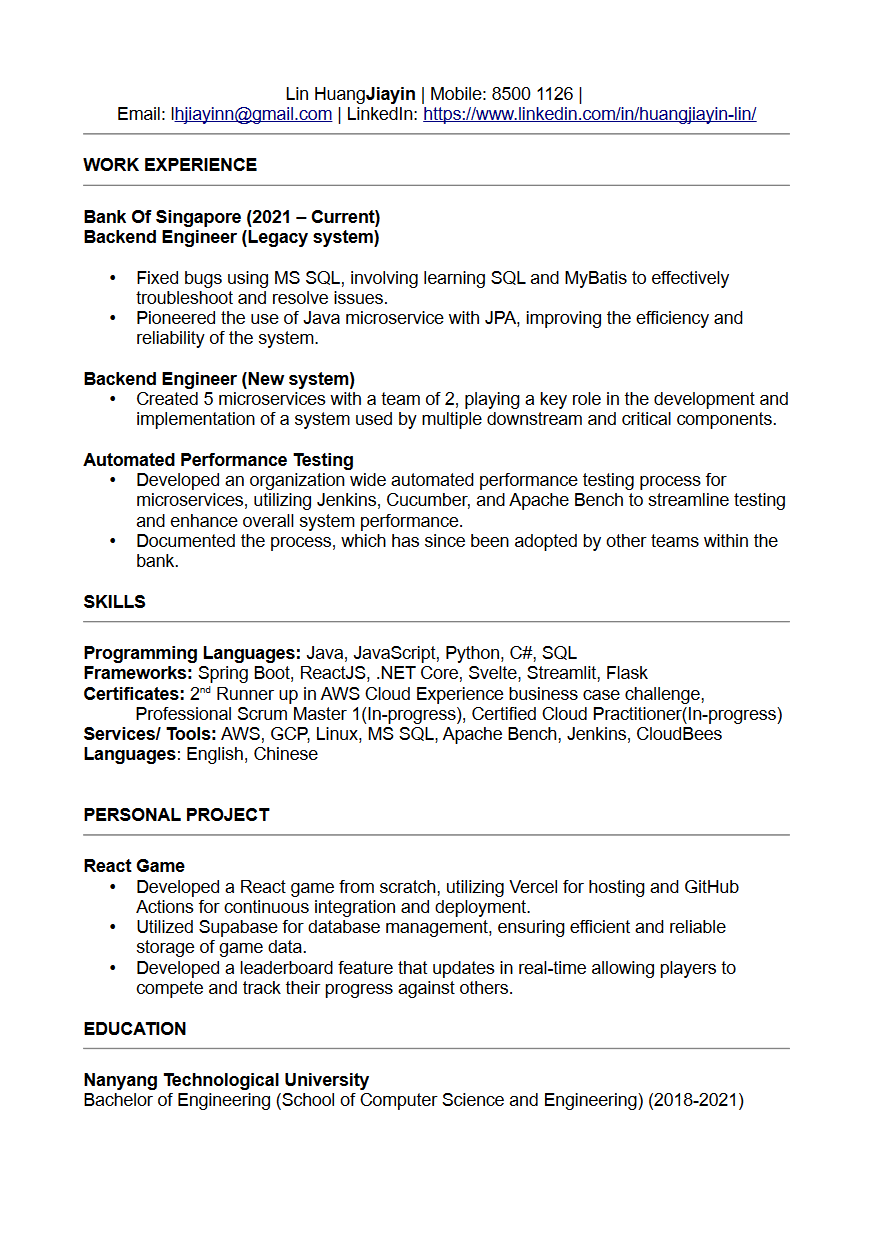 Lin HuangJiayin | Mobile: 8500 1126 |
Email: lhjiayinn@gmail.com | LinkedIn: https://www.linkedin.com/in/huangjiayin-lin/
WORK EXPERIENCE
Bank Of Singapore (2021 – Current)
Backend Engineer (Legacy system)
• Fixed bugs using MS SQL, involving learning SQL and MyBatis to effectively
troubleshoot and resolve issues.
• Pioneered the use of Java microservice with JPA, improving the efficiency and
reliability of the system.
Backend Engineer (New system)
• Created 5 microservices with a team of 2, playing a key role in the development and
implementation of a system used by multiple downstream and critical components.
Automated Performance Testing
• Developed an organization wide automated performance testing process for
microservices, utilizing Jenkins, Cucumber, and Apache Bench to streamline testing
and enhance overall system performance.
• Documented the process, which has since been adopted by other teams within the
bank.
SKILLS
Programming Languages: Java, JavaScript, Python, C#, SQL
Frameworks: Spring Boot, ReactJS, .NET Core, Svelte, Streamlit, Flask
Certificates: 2nd Runner up in AWS Cloud Experience business case challenge,
Professional Scrum Master 1(In-progress), Certified Cloud Practitioner(In-progress)
Services/ Tools: AWS, GCP, Linux, MS SQL, Apache Bench, Jenkins, CloudBees
Languages: English, Chinese
PERSONAL PROJECT
React Game
• Developed a React game from scratch, utilizing Vercel for hosting and GitHub
Actions for continuous integration and deployment.
• Utilized Supabase for database management, ensuring efficient and reliable
storage of game data.
• Developed a leaderboard feature that updates in real-time allowing players to
compete and track their progress against others.
EDUCATION
Nanyang Technological University
Bachelor of Engineering (School of Computer Science and Engineering) (2018-2021)